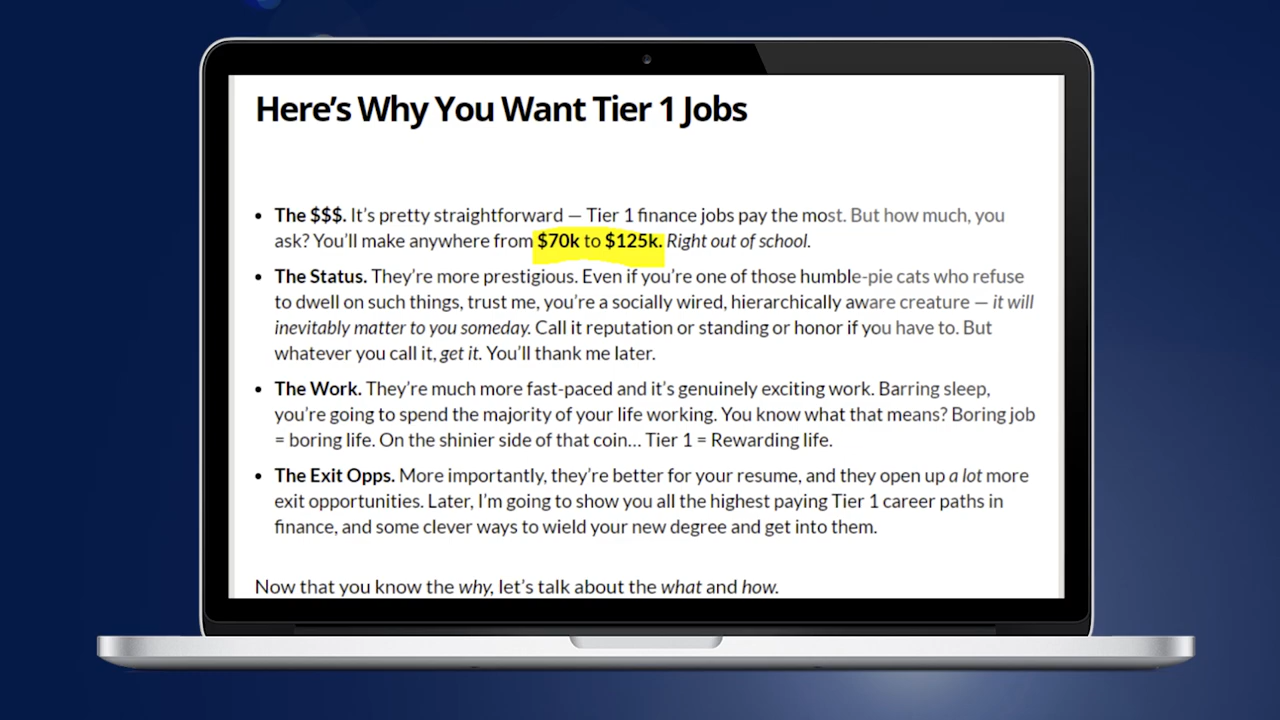 Here's Why You Want Tier 1 Jobs
• The $$$. It's pretty straightforward — Tier 1 finance jobs pay the most. But how much, you
ask? You'll make anywhere from $70k to $125k. Right out of school.
• The Status. They're more prestigious. Even if you're one of those humble-pie cats who refuse
to dwell on such things, trust me, you're a socially wired, hierarchically aware creature — it will
inevitably matter to you someday. Call it reputation or standing or honor if you have to. But
whatever you call it, get it. You'll thank me later.
• The Work. They're much more fast-paced and it's genuinely exciting work. Barring sleep,
you're going to spend the majority of your life working. You know what that means? Boring job
= boring life. On the shinier side of that coin... Tier 1 = Rewarding life.
• The Exit Opps. More importantly, they're better for your resume, and they open up a lot more
exit opportunities. Later, I'm going to show you all the highest paying Tier 1 career paths in
finance, and some clever ways to wield your new degree and get into them.
Now that you know the why, let's talk about the what and how.